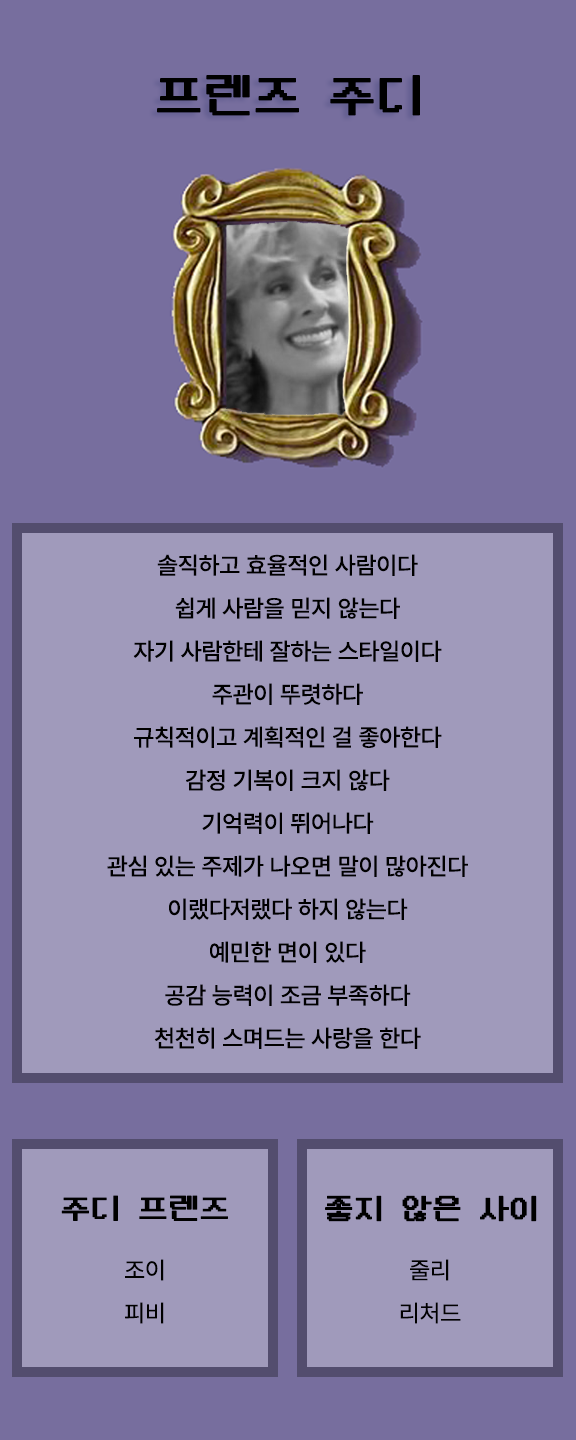 프렌즈 주디
솔직하고 효율적인 사람이다
쉽게 사람을 믿지 않는다
자기 사람한테 잘하는 스타일이다
주관이 뚜렷하다
규칙적이고 계획적인 걸 좋아한다
감정 기복이 크지 않다
기억력이 뛰어나다
관심 있는 주제가 나오면 말이 많아진다
이랬다저랬다 하지 않는다
예민한 면이 있다
공감 능력이 조금 부족하다
천천히 스며드는 사랑을 한다
주디 프렌즈
조이
피비
좋지 않은 사이
줄리
리처드